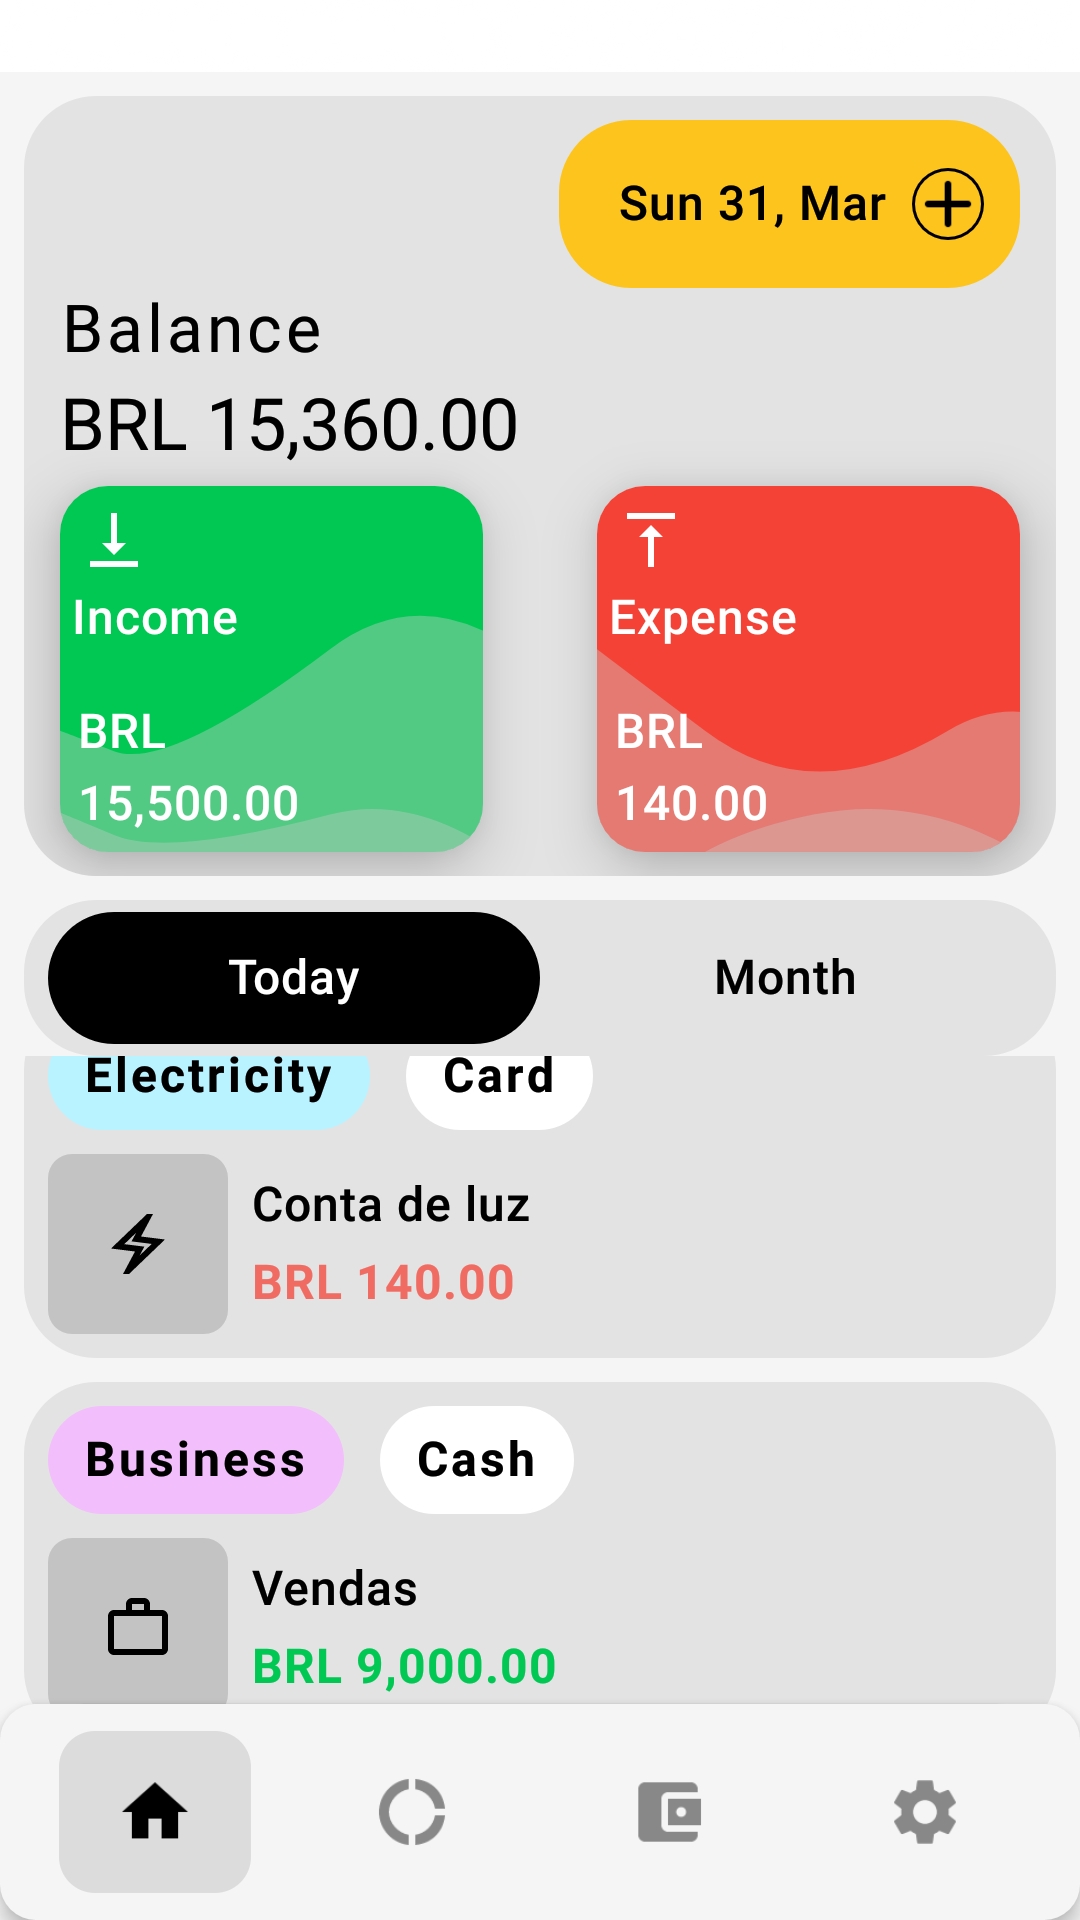 Sun 31, Mar
Balance
BRL 15,360.00
Income
BRL
15,500.00
Expense
BRL
140.00
Today
Month
Electricity
Card
Conta de luz
BRL 140.00
Business
Cash
Vendas
BRL 9,000.00